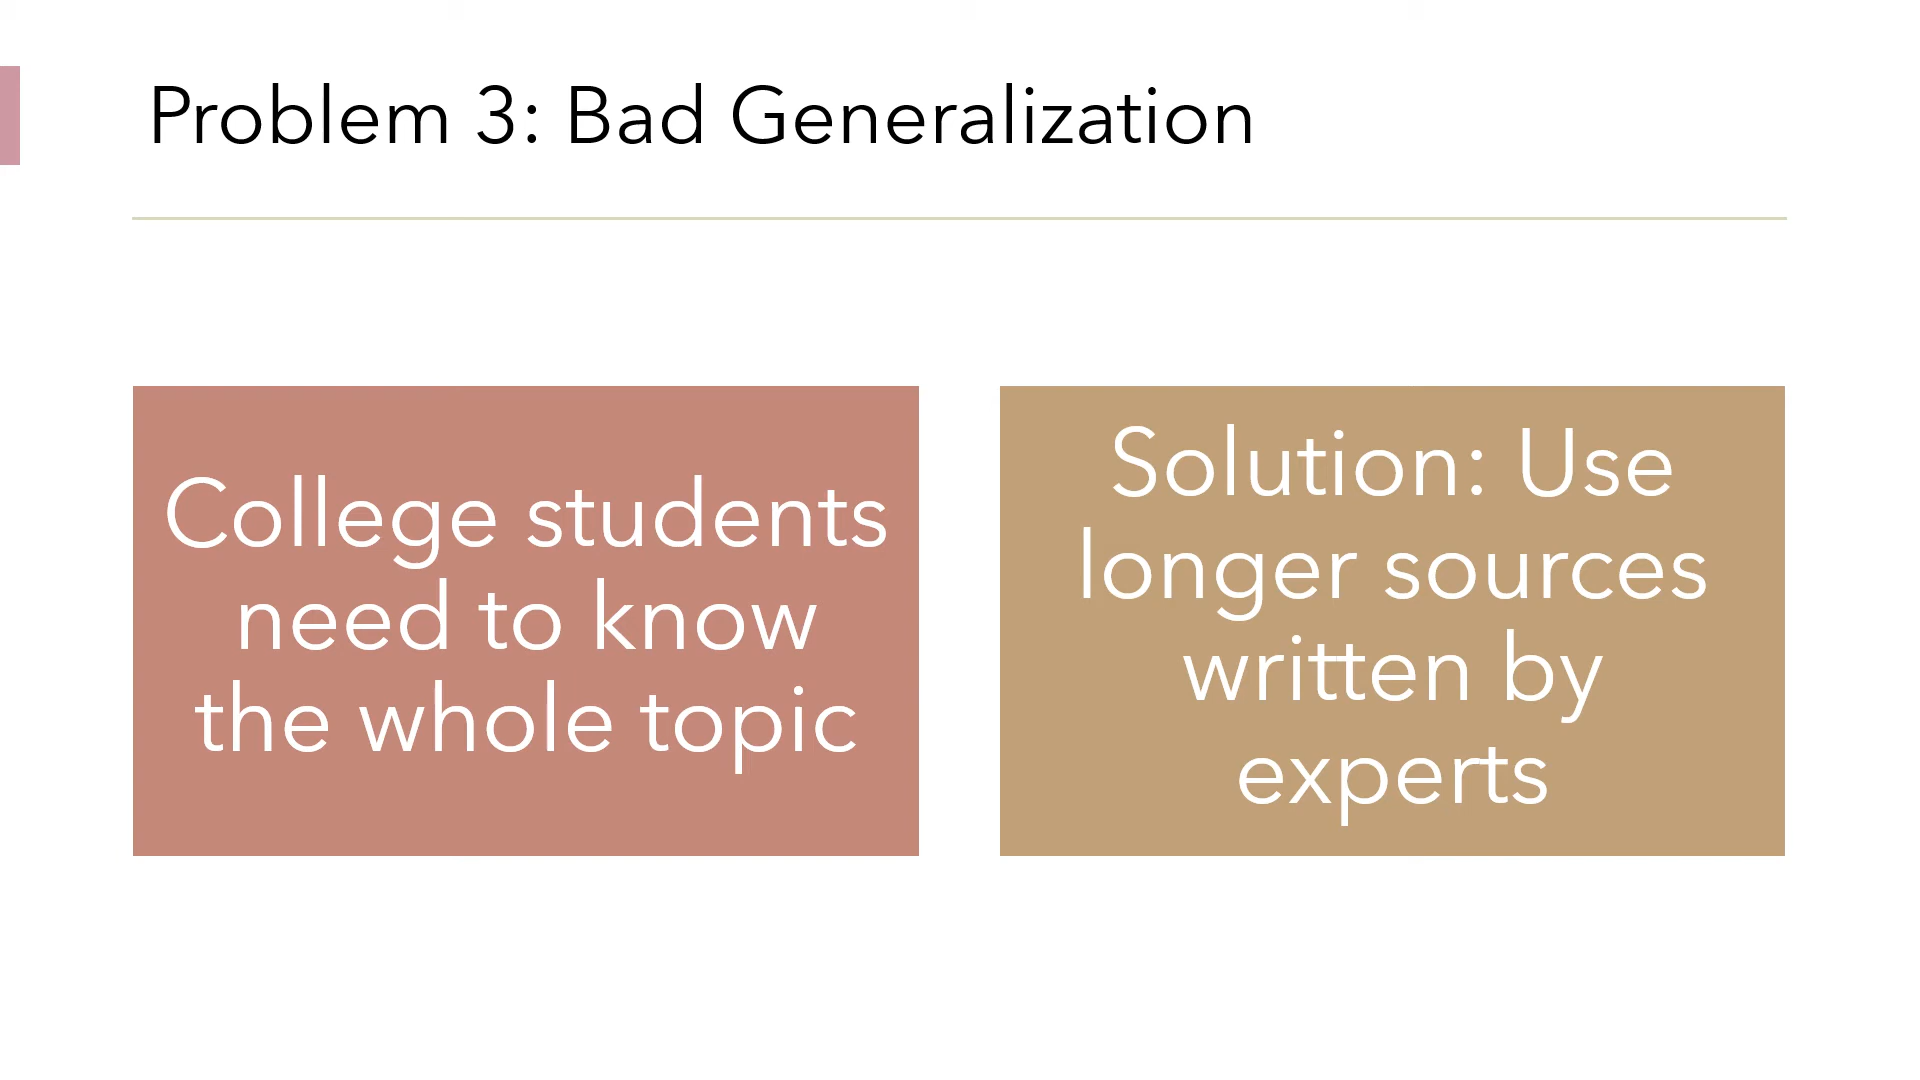 Problem 3: Bad Generalization
College students
need to know
the whole topic
Solution: Use
longer sources
written by
experts